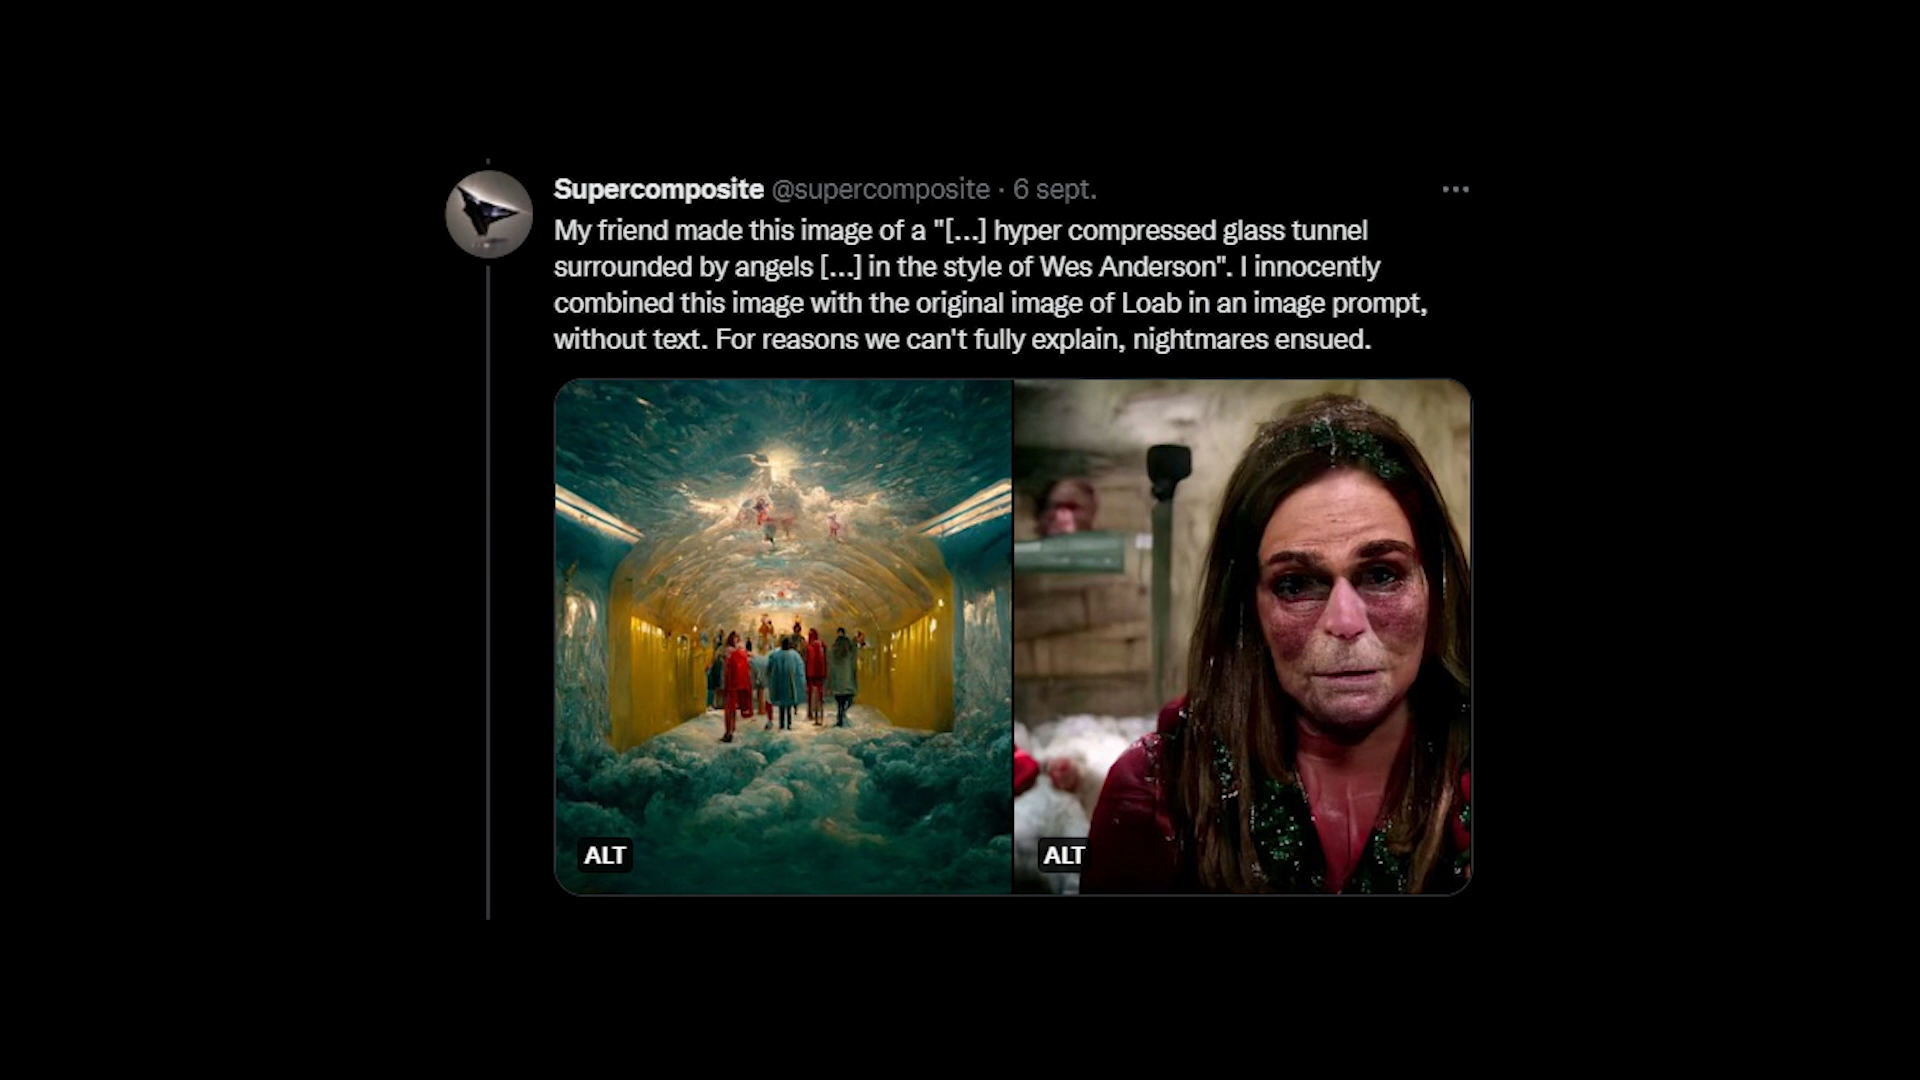 Supercomposite @supercomposite · 6 sept.
My friend made this image of a "[...] hyper compressed glass tunnel
surrounded by angels [...] in the style of Wes Anderson". I innocently
combined this image with the original image of Loab in an image prompt,
without text. For reasons we can't fully explain, nightmares ensued.
ALT
ALT